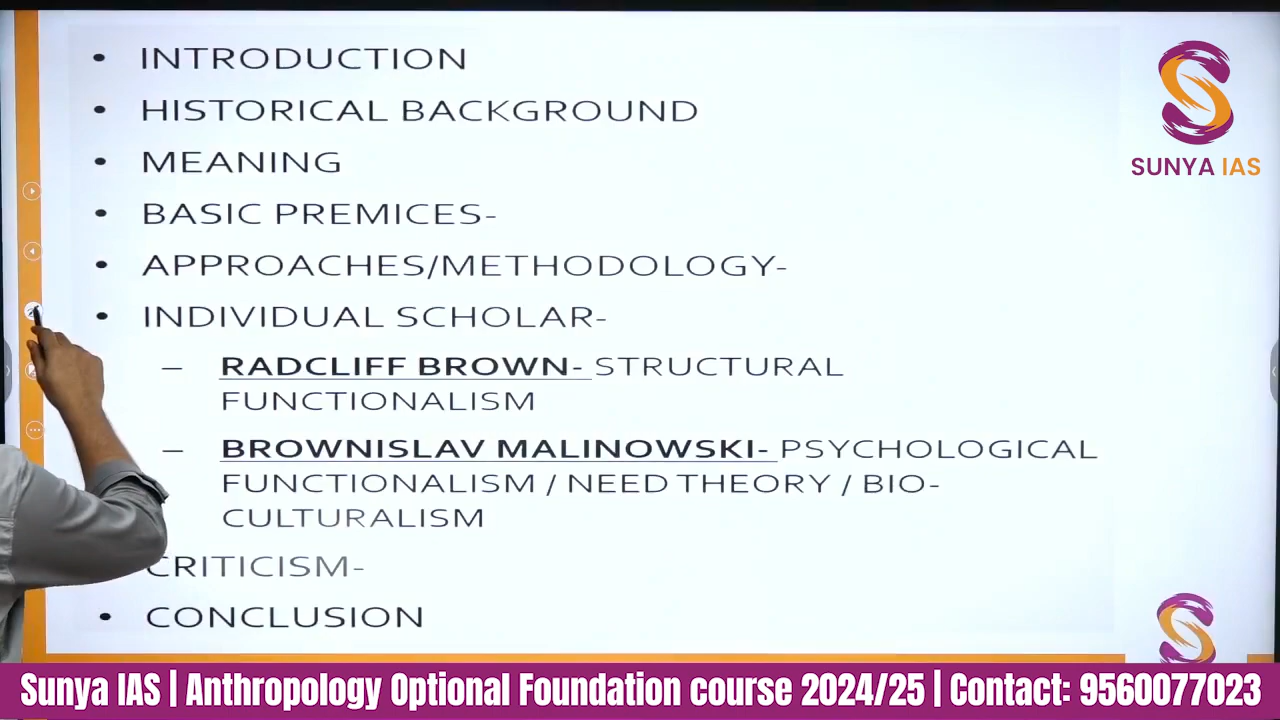 • INTRODUCTION
• HISTORICAL BACKGROUND
• MEANING
• BASIC PREMICES-
• APPROACHES/METHODOLOGY-
• INDIVIDUAL SCHOLAR-
– RADCLIFF BROWN- STRUCTURAL
FUNCTIONALISM
– BROWNISLAV MALINOWSKI- PSYCHOLOGICAL
FUNCTIONALISM / NEED THEORY / BIO-
CULTURALISM
CRITICISM-
• CONCLUSION
SUNYA IAS
Sunya IAS | Anthropology Optional Foundation course 2024/25 | Contact: 9560077023